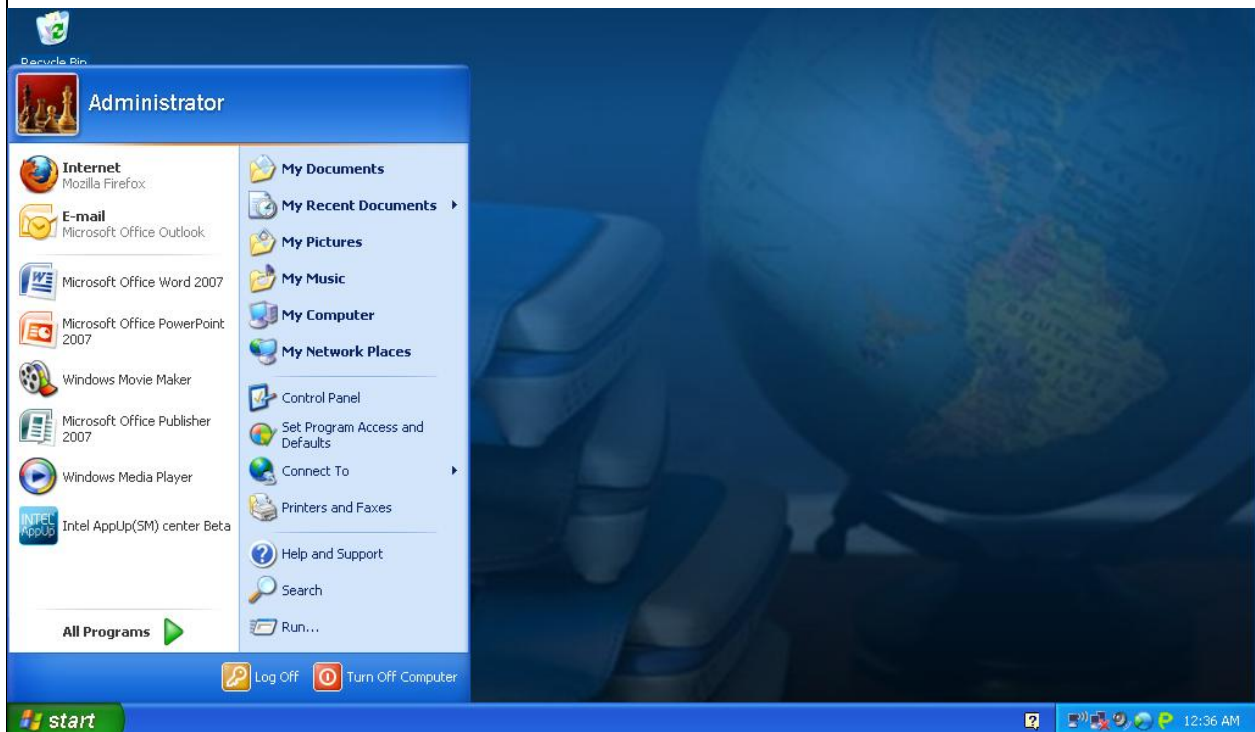 Recycle Bin
Administrator
Internet
Mozilla Firefox
E-mail
Microsoft Office Outlook
Microsoft Office Word 2007
Microsoft Office PowerPoint
2007
Windows Movie Maker
Microsoft Office Publisher
2007
Windows Media Player
INTEL
AppUp
Intel AppUp(SM) center Beta
All Programs
My Documents
My Recent Documents
My Pictures
My Music
My Computer
My Network Places
Control Panel
Set Program Access and
Defaults
Connect To
Printers and Faxes
Help and Support
Search
Run...
Log Off
Turn Off Computer
start
12:36 AM